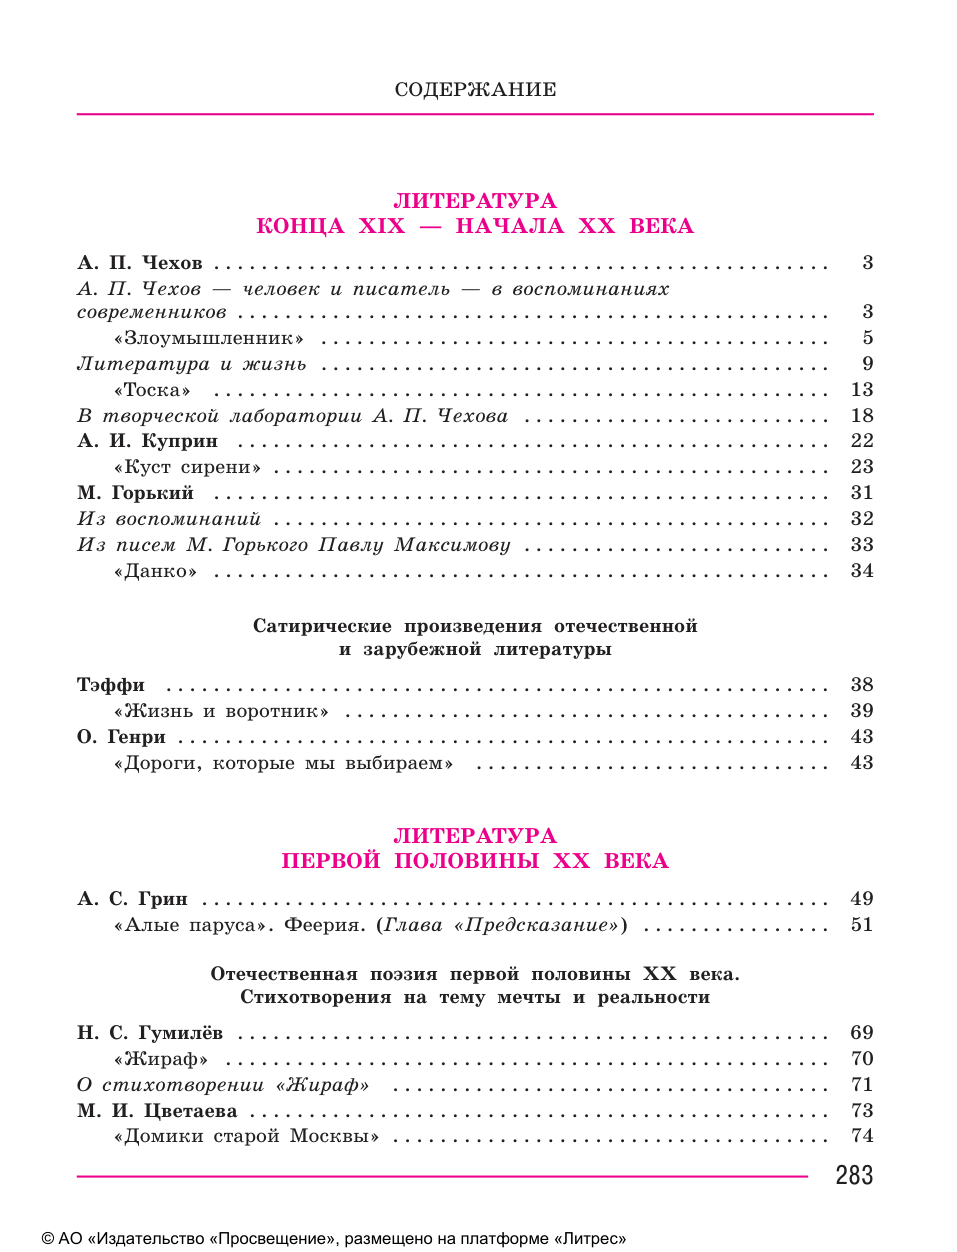 СОДЕРЖАНИЕ
ЛИТЕРАТУРА
КОНЦА XIX — НАЧАЛА XX ВЕКА
А. П. Чехов . . . . . . . . . . . . . . . . . . . . 3
А. П. Чехов — человек и писатель — в воспоминаниях
современников . . . . . . . . . . . . . . . . . . . . 3
«Злоумышленник» . . . . . . . . . . . . . . . . . . . . 5
Литература и жизнь . . . . . . . . . . . . . . . . . . . . 9
«Тоска» . . . . . . . . . . . . . . . . . . . . 13
В творческой лаборатории А. П. Чехова . . . . . . . . . . . . . . . . . . . . 18
А. И. Куприн . . . . . . . . . . . . . . . . . . . . 22
«Куст сирени» . . . . . . . . . . . . . . . . . . . . 23
М. Горький . . . . . . . . . . . . . . . . . . . . 31
Из воспоминаний . . . . . . . . . . . . . . . . . . . . 32
Из писем М. Горького Павлу Максимову . . . . . . . . . . . . . . . . . . . . 33
«Данко» . . . . . . . . . . . . . . . . . . . . 34
Сатирические произведения отечественной
и зарубежной литературы
Тэффи . . . . . . . . . . . . . . . . . . . . 38
«Жизнь и воротник» . . . . . . . . . . . . . . . . . . . . 39
О. Генри . . . . . . . . . . . . . . . . . . . . 43
«Дороги, которые мы выбираем» . . . . . . . . . . . . . . . . . . . . 43
ЛИТЕРАТУРА
ПЕРВОЙ ПОЛОВИНЫ XX ВЕКА
А. С. Грин . . . . . . . . . . . . . . . . . . . . 49
«Алые паруса». Феерия. (Глава «Предсказание») . . . . . . . . . . . . . . . . 51
Отечественная поэзия первой половины XX века.
Стихотворения на тему мечты и реальности
Н. С. Гумилёв . . . . . . . . . . . . . . . . . . . . 69
«Жираф» . . . . . . . . . . . . . . . . . . . . 70
О стихотворении «Жираф» . . . . . . . . . . . . . . . . . . . . 71
М. И. Цветаева . . . . . . . . . . . . . . . . . . . . 73
«Домики старой Москвы» . . . . . . . . . . . . . . . . . . . . 74
283
© АО «Издательство «Просвещение», размещено на платформе «Литрес»